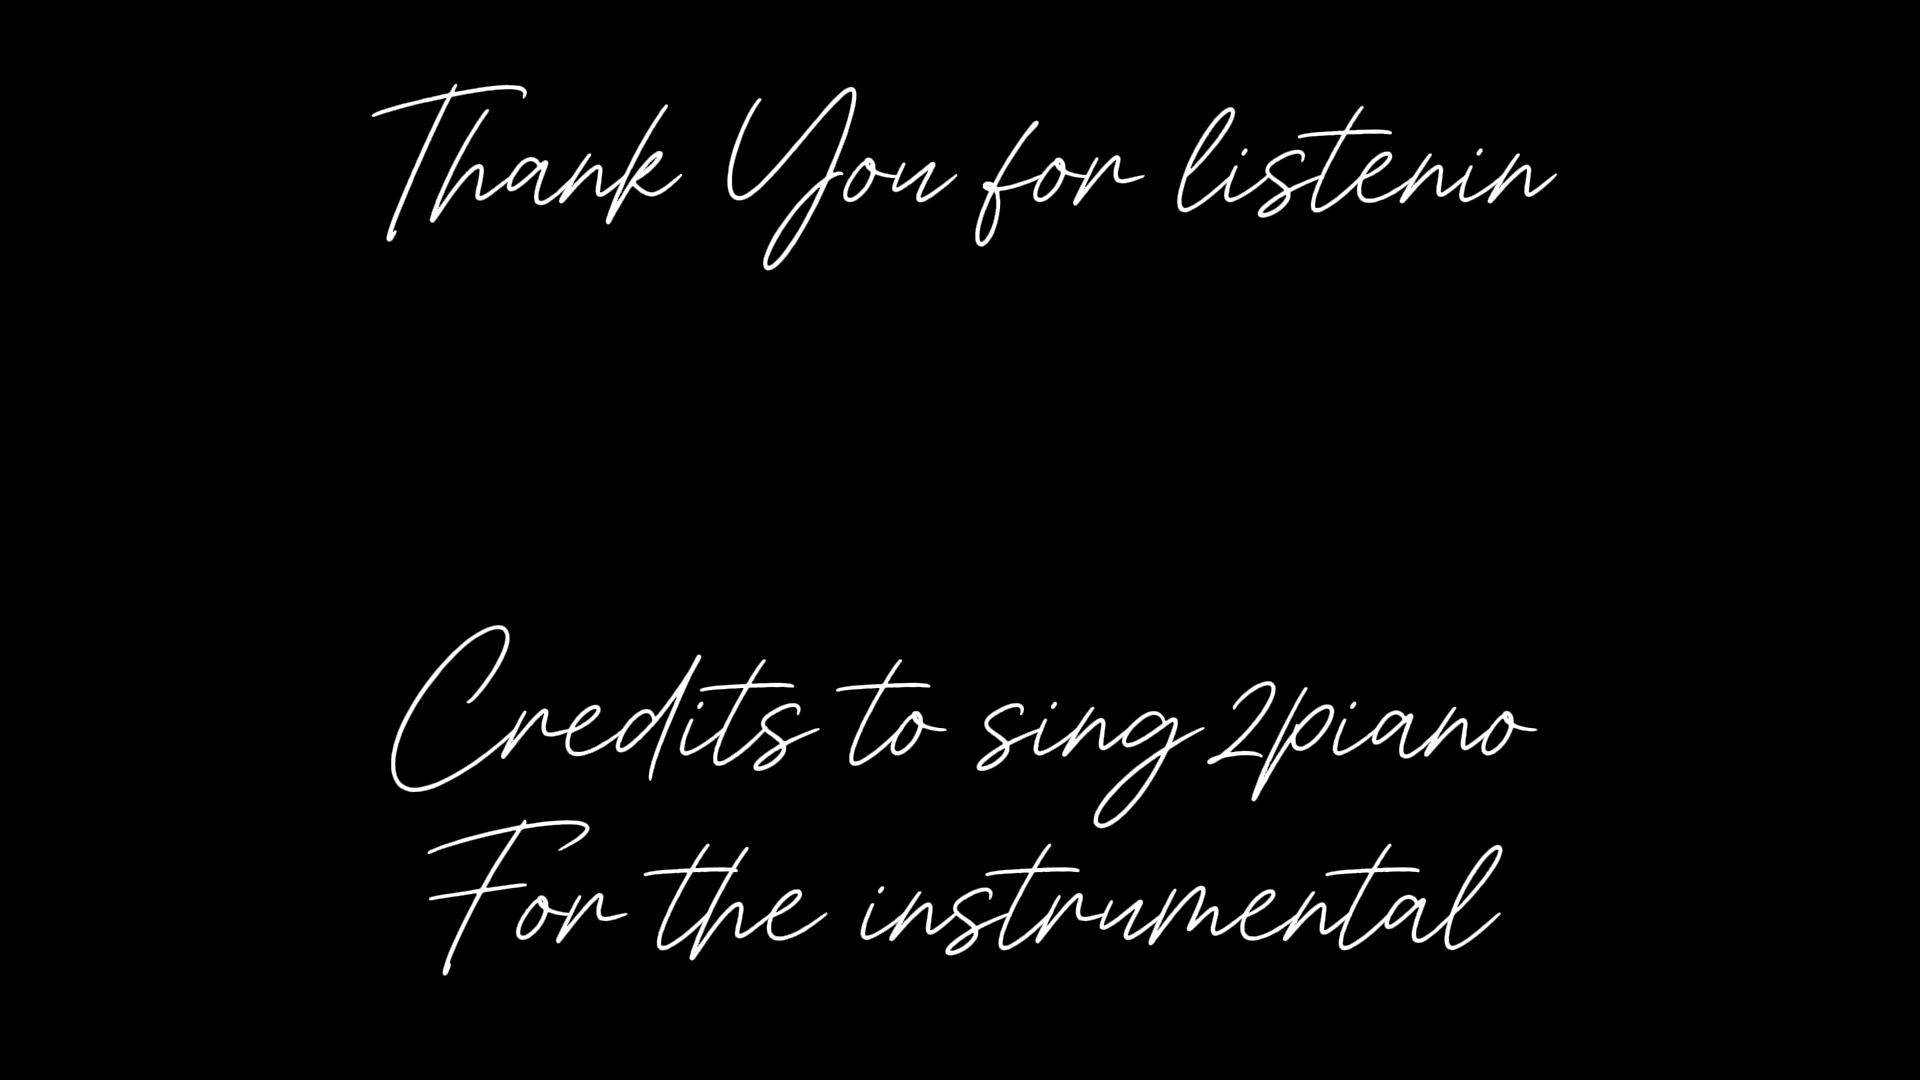 Thank You for listenin
Credits to sing2piano
For the instrumental